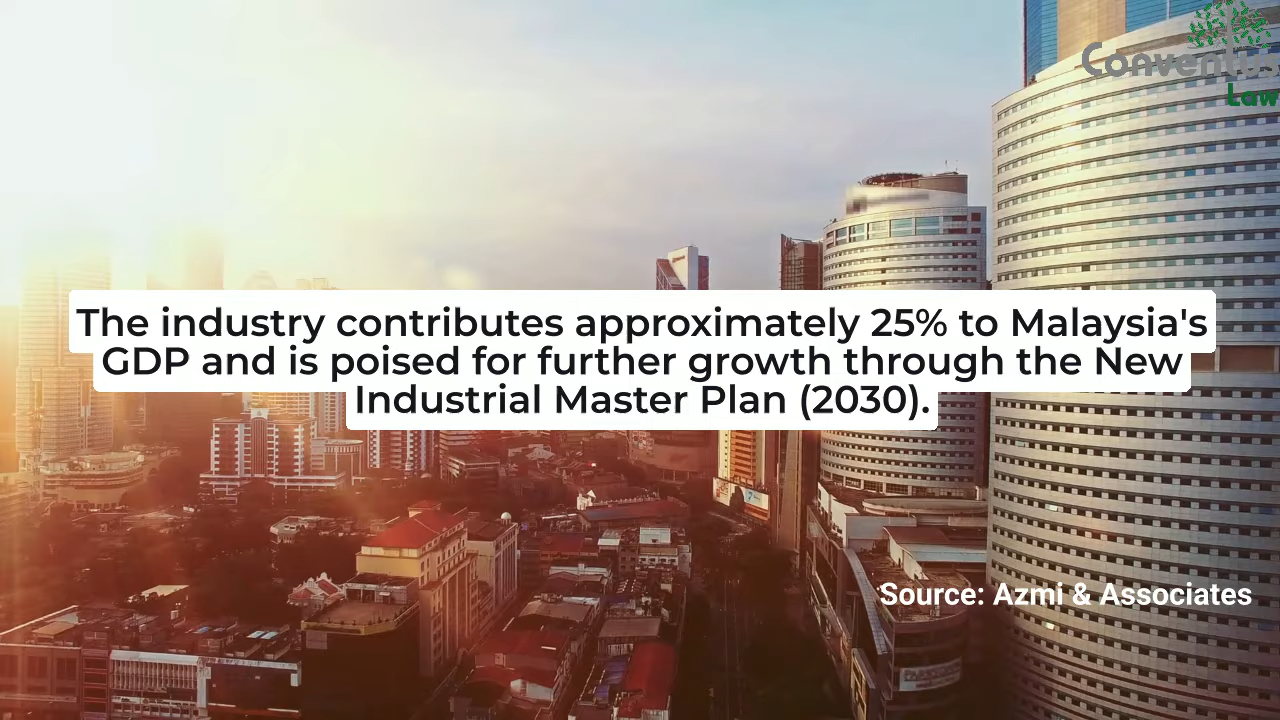 Conventus
Law
The industry contributes approximately 25% to Malaysia's
GDP and is poised for further growth through the New
Industrial Master Plan (2030).
Source: Azmi & Associates